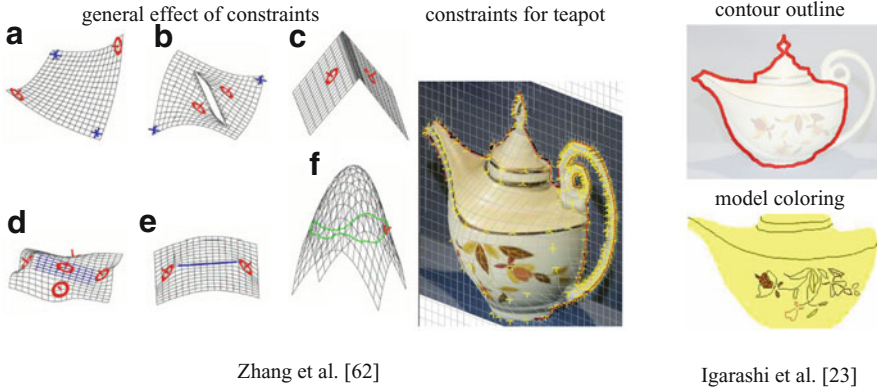 general effect of constraints
constraints for teapot
contour outline
a
b
c
f
model coloring
d
e
Zhang et al. [62]
Igarashi et al. [23]